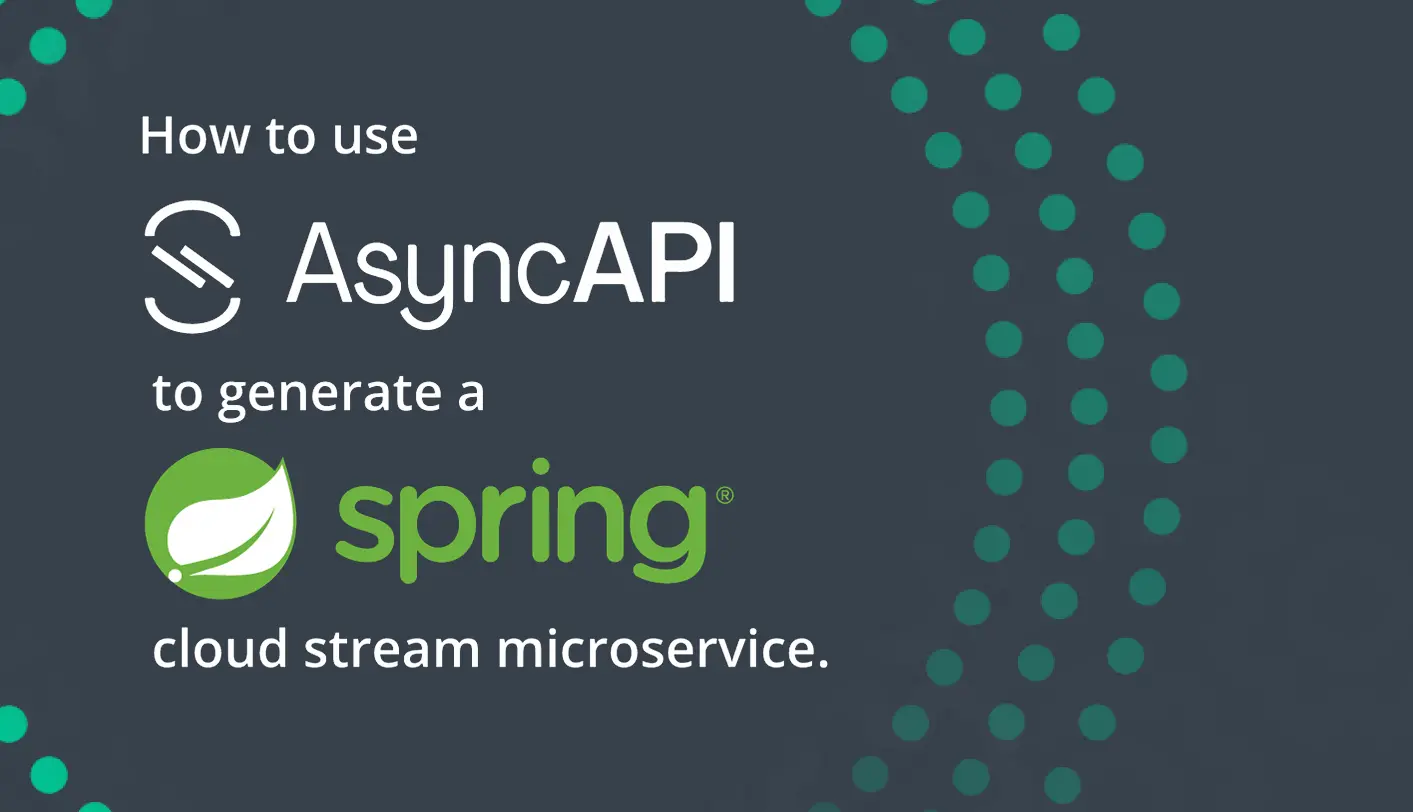 How to use
AsyncAPI
to generate a
spring®
cloud stream microservice.